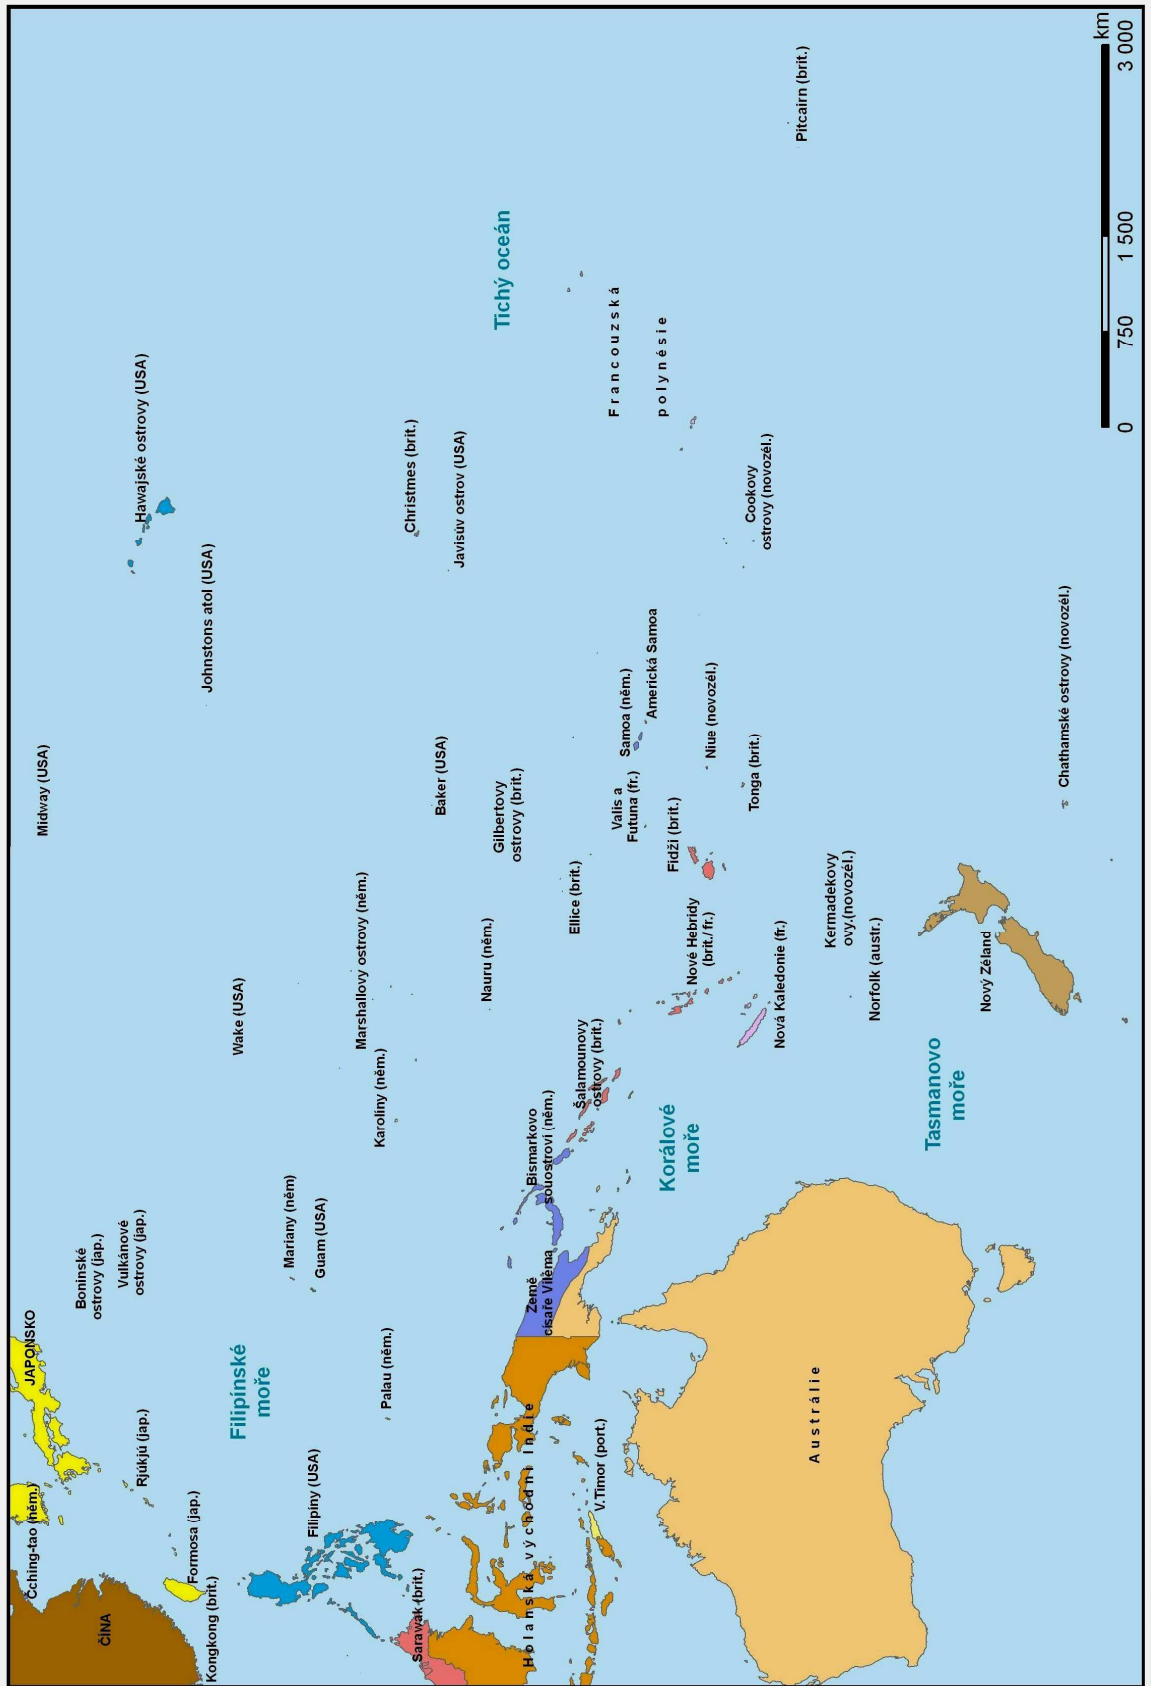 Čching-tao (něm.)
JAPONSKO
Midway (USA)
ČÍNA
Boninské
ostrovy (jap.)
Vulkánové
ostrovy (jap.)
Rjúkjú (jap.)
Hawajské ostrovy (USA)
Formosa (jap.)
Kongkong (brit.)
Johnstons atol (USA)
Filipínské
moře
Wake (USA)
Mariany (něm)
Guam (USA)
Filipiny (USA)
Marshallovy ostrovy (něm.)
Karolíny (něm.)
Palau (něm.)
Christmes (brit.)
Sarawak (brit.)
Baker (USA)
Javisúv ostrov (USA)
Nauru (něm.)
Gilbertovy
ostrovy (brit.)
Tichý oceán
Holanská východní Indie
Země
císaře Viléma
Bismarkovo
souostroví (něm.)
Ellice (brit.)
Šalamounovy
ostrovy (brit.)
V.Timor (port.)
Valis a
Futuna (fr.)
Samoa (něm.)
Americká Samoa
Francouzská
polynésie
Korálové
moře
Fidži (brit.)
Nové Hebridy
(brit./ fr.)
Niue (novozél.)
Tonga (brit.)
Cookovy
ostrovy (novozél.)
Nová Kaledonie (fr.)
Pitcairn (brit.)
Austrálie
Kermadekovy
ovy.(novozél.)
Norfolk (austr.)
Tasmanovo
moře
Nový Zéland
Chathamské ostrovy (novozél.)
km
0 750 1 500 3 000